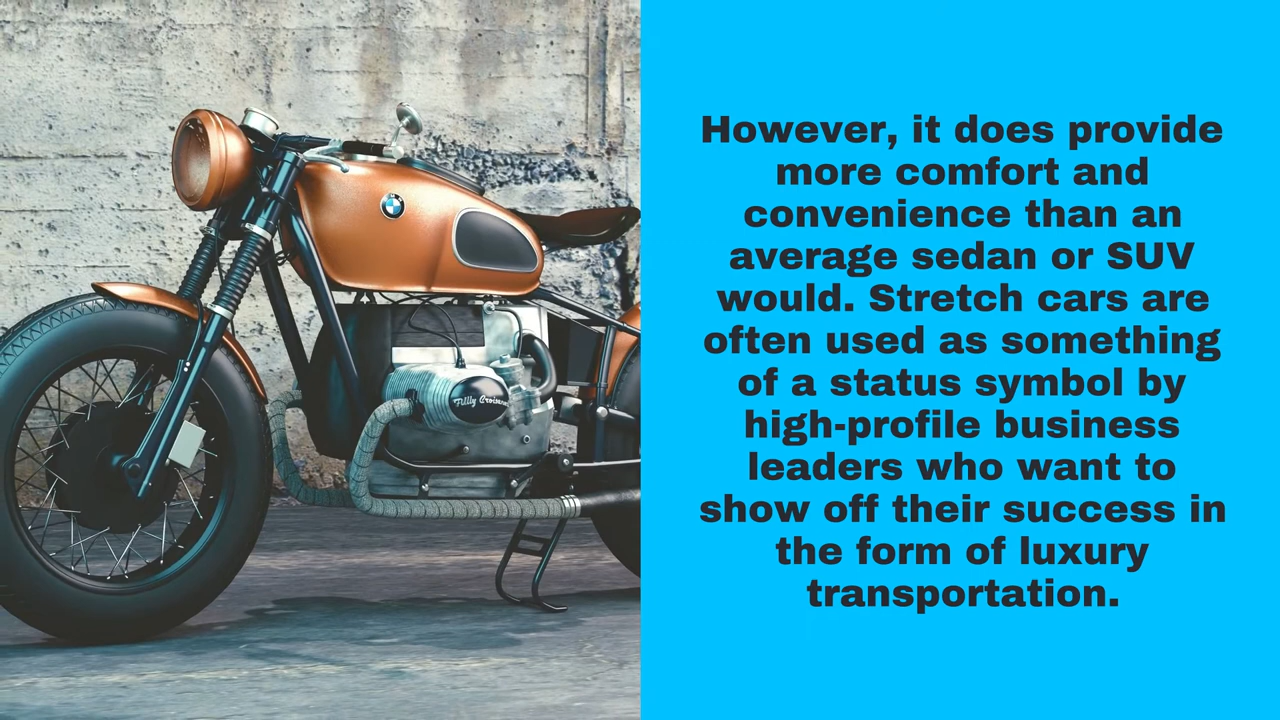 However, it does provide
more comfort and
convenience than an
average sedan or SUV
would. Stretch cars are
often used as something
of a status symbol by
high-profile business
leaders who want to
show off their success in
the form of luxury
transportation.
BMW